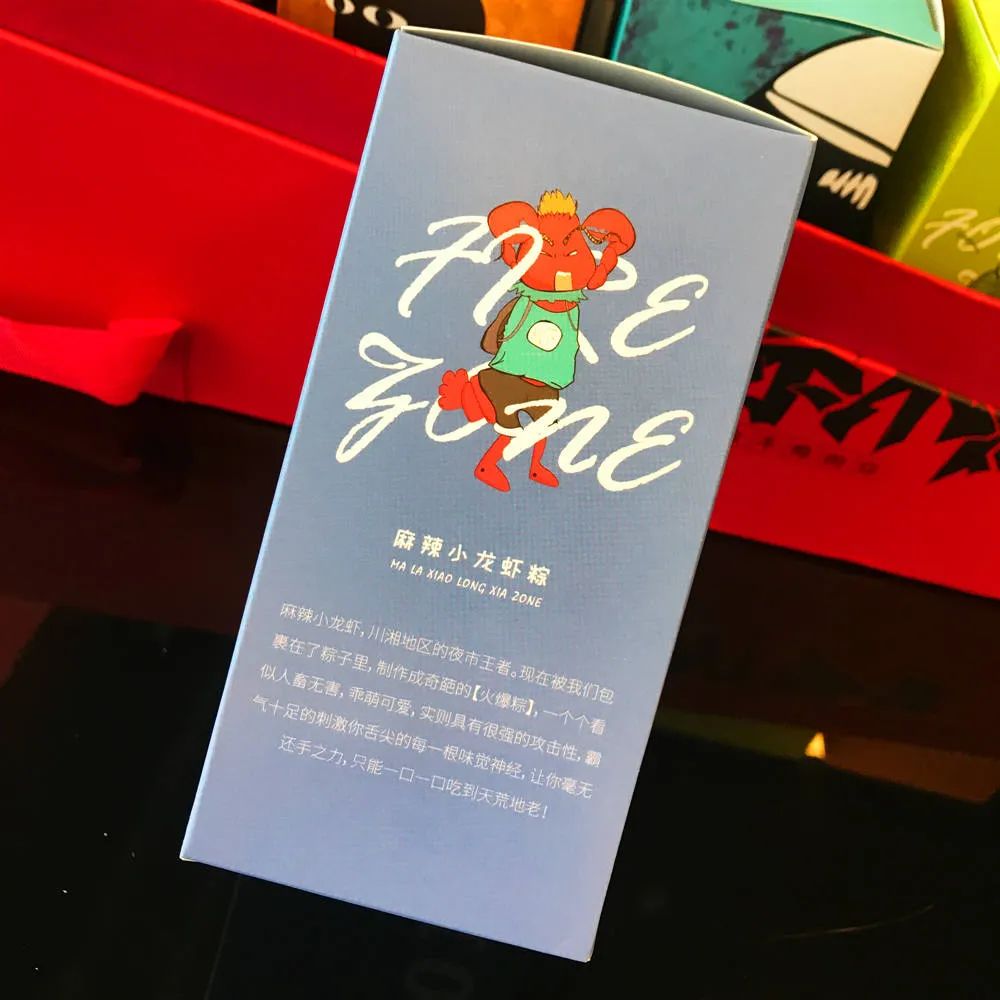 FIRE
ZONE
麻辣小龙虾粽
MA LA XIAO LONG XIA ZONE
麻辣小龙虾,川湘地区的夜市王者。现在被我们包
裹在了粽子里,制作成奇葩的【火爆粽】,一个个看
似人畜无害,乖萌可爱,实则具有很强的攻击性,霸
气十足的刺激你舌尖的每一根味觉神经,让你毫无
还手之力,只能一口一口吃到天荒地老!